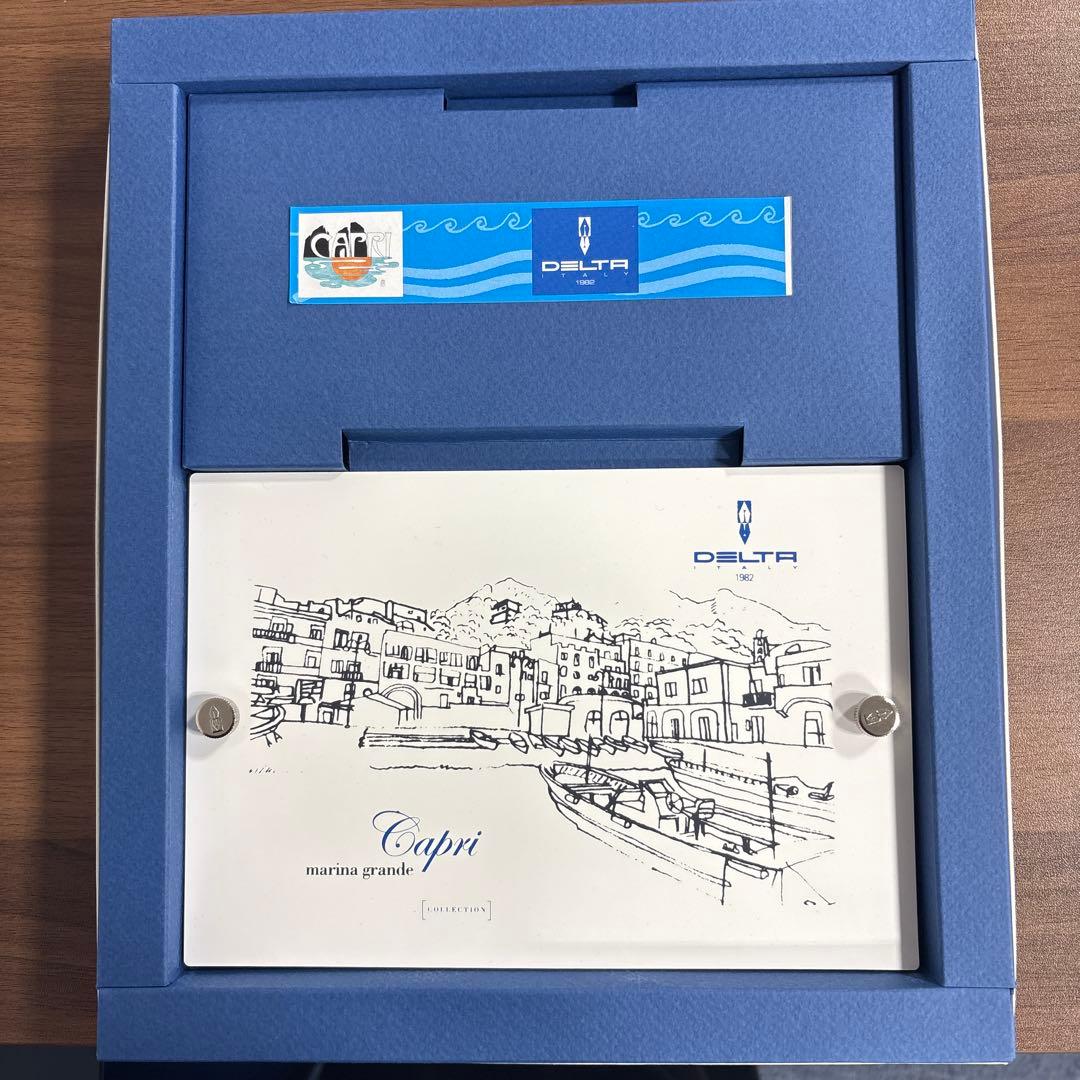 CAPRI
DELTA
ITALY
1982
DELTA
ITALY
1982
Capri
marina grande
[COLLECTION]